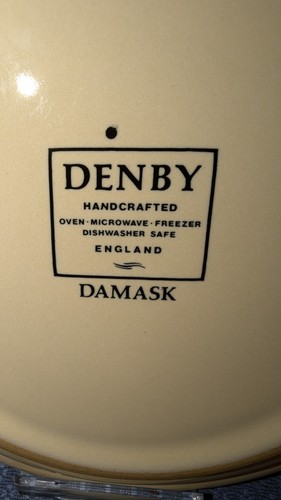 DENBY
HANDCRAFTED
OVEN · MICROWAVE · FREEZER
DISHWASHER SAFE
ENGLAND
DAMASK